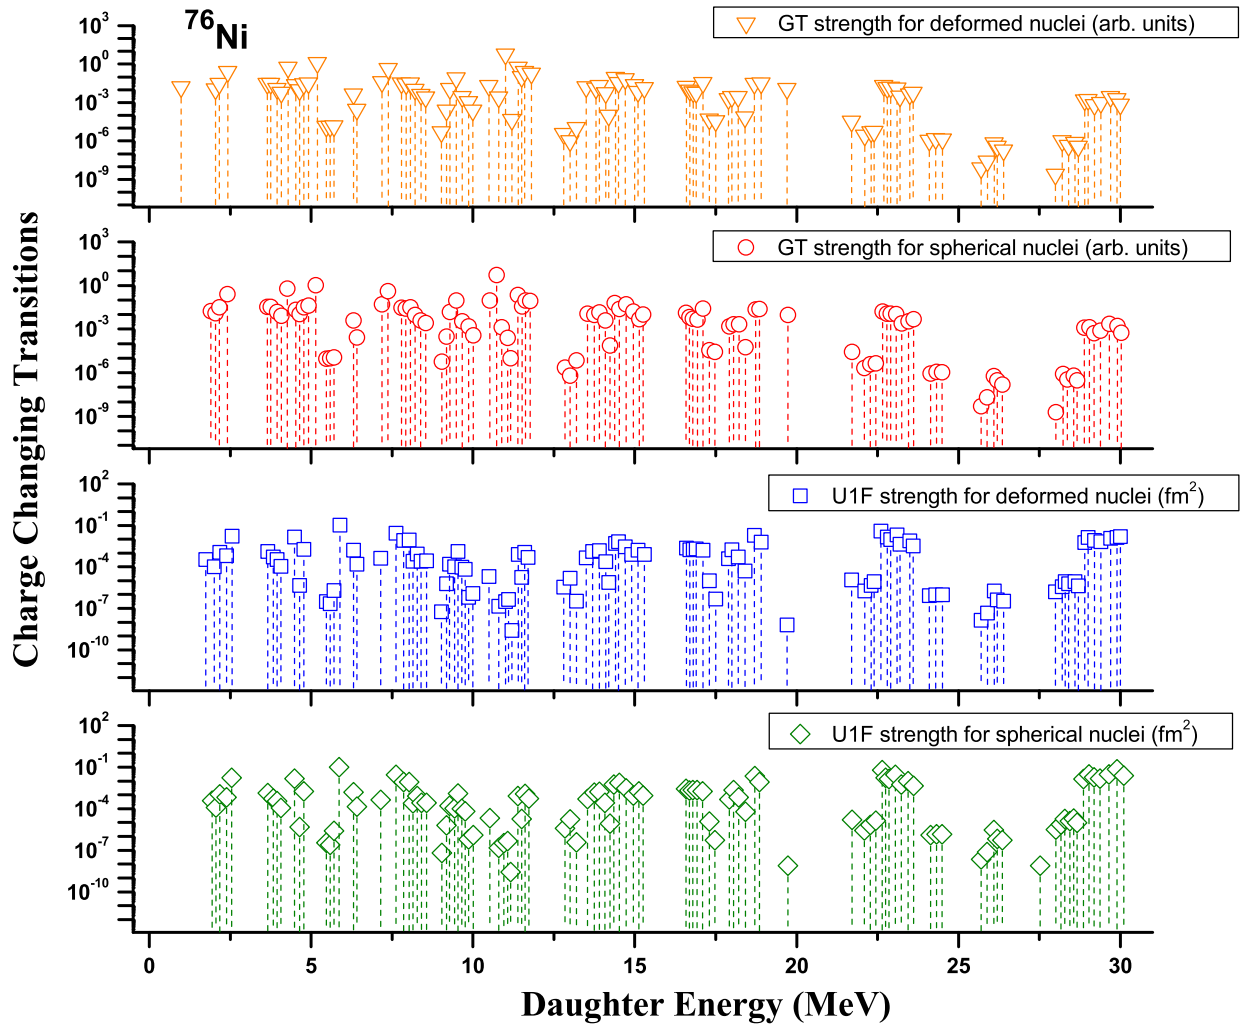 ⁷⁶Ni
GT strength for deformed nuclei (arb. units)
10³
10⁰
10⁻³
10⁻⁶
10⁻⁹
GT strength for spherical nuclei (arb. units)
10³
10⁰
10⁻³
10⁻⁶
10⁻⁹
U1F strength for deformed nuclei (fm²)
10²
10⁻¹
10⁻⁴
10⁻⁷
10⁻¹⁰
U1F strength for spherical nuclei (fm²)
10²
10⁻¹
10⁻⁴
10⁻⁷
10⁻¹⁰
0 5 10 15 20 25 30
Daughter Energy (MeV)
Charge Changing Transitions